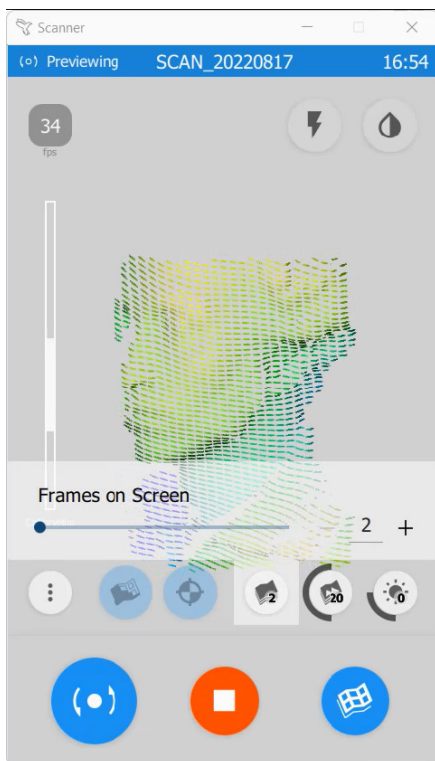 Scanner
Previewing SCAN_20220817 16:54
34
fps
Frames on Screen
2
2 20 0